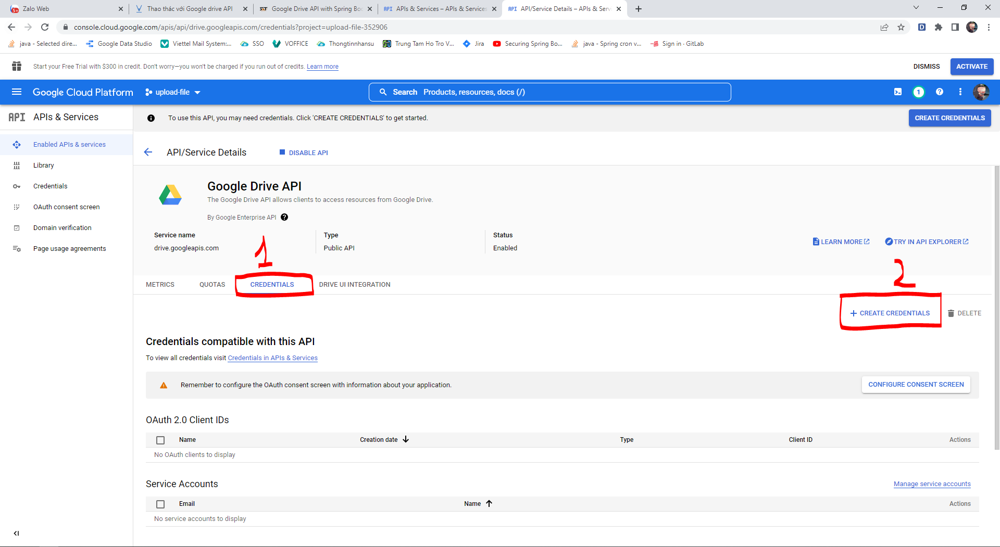 Zalo Web
Thao thác với Google drive API
Google Drive API with Spring Boo
API APIs & Services – APIs & Services
API API/Service Details – APIs & Serv
console.cloud.google.com/apis/api/drive.googleapis.com/credentials?project=upload-file-352906
java - Selected dire...
Google Data Studio
Viettel Mail System:...
SSO
VOFFICE
Thongtinnhansu
Trung Tam Ho Tro V...
Jira
Securing Spring Bo...
java - Spring cron v...
Sign in · GitLab
Start your Free Trial with $300 in credit. Don't worry—you won't be charged if you run out of credits. Learn more
DISMISS
ACTIVATE
Google Cloud Platform
upload-file
Search Products, resources, docs (/)
1
API APIs & Services
To use this API, you may need credentials. Click 'CREATE CREDENTIALS' to get started.
CREATE CREDENTIALS
Enabled APIs & services
Library
Credentials
OAuth consent screen
Domain verification
Page usage agreements
API/Service Details
DISABLE API
Google Drive API
The Google Drive API allows clients to access resources from Google Drive.
By Google Enterprise API
Service name
drive.googleapis.com
Type
Public API
Status
Enabled
LEARN MORE
TRY IN API EXPLORER
1
2
METRICS
QUOTAS
CREDENTIALS
DRIVE UI INTEGRATION
+ CREATE CREDENTIALS
DELETE
Credentials compatible with this API
To view all credentials visit Credentials in APIs & Services
Remember to configure the OAuth consent screen with information about your application.
CONFIGURE CONSENT SCREEN
OAuth 2.0 Client IDs
Name
Creation date
Type
Client ID
Actions
No OAuth clients to display
Service Accounts
Manage service accounts
Email
Name
Actions
No service accounts to display